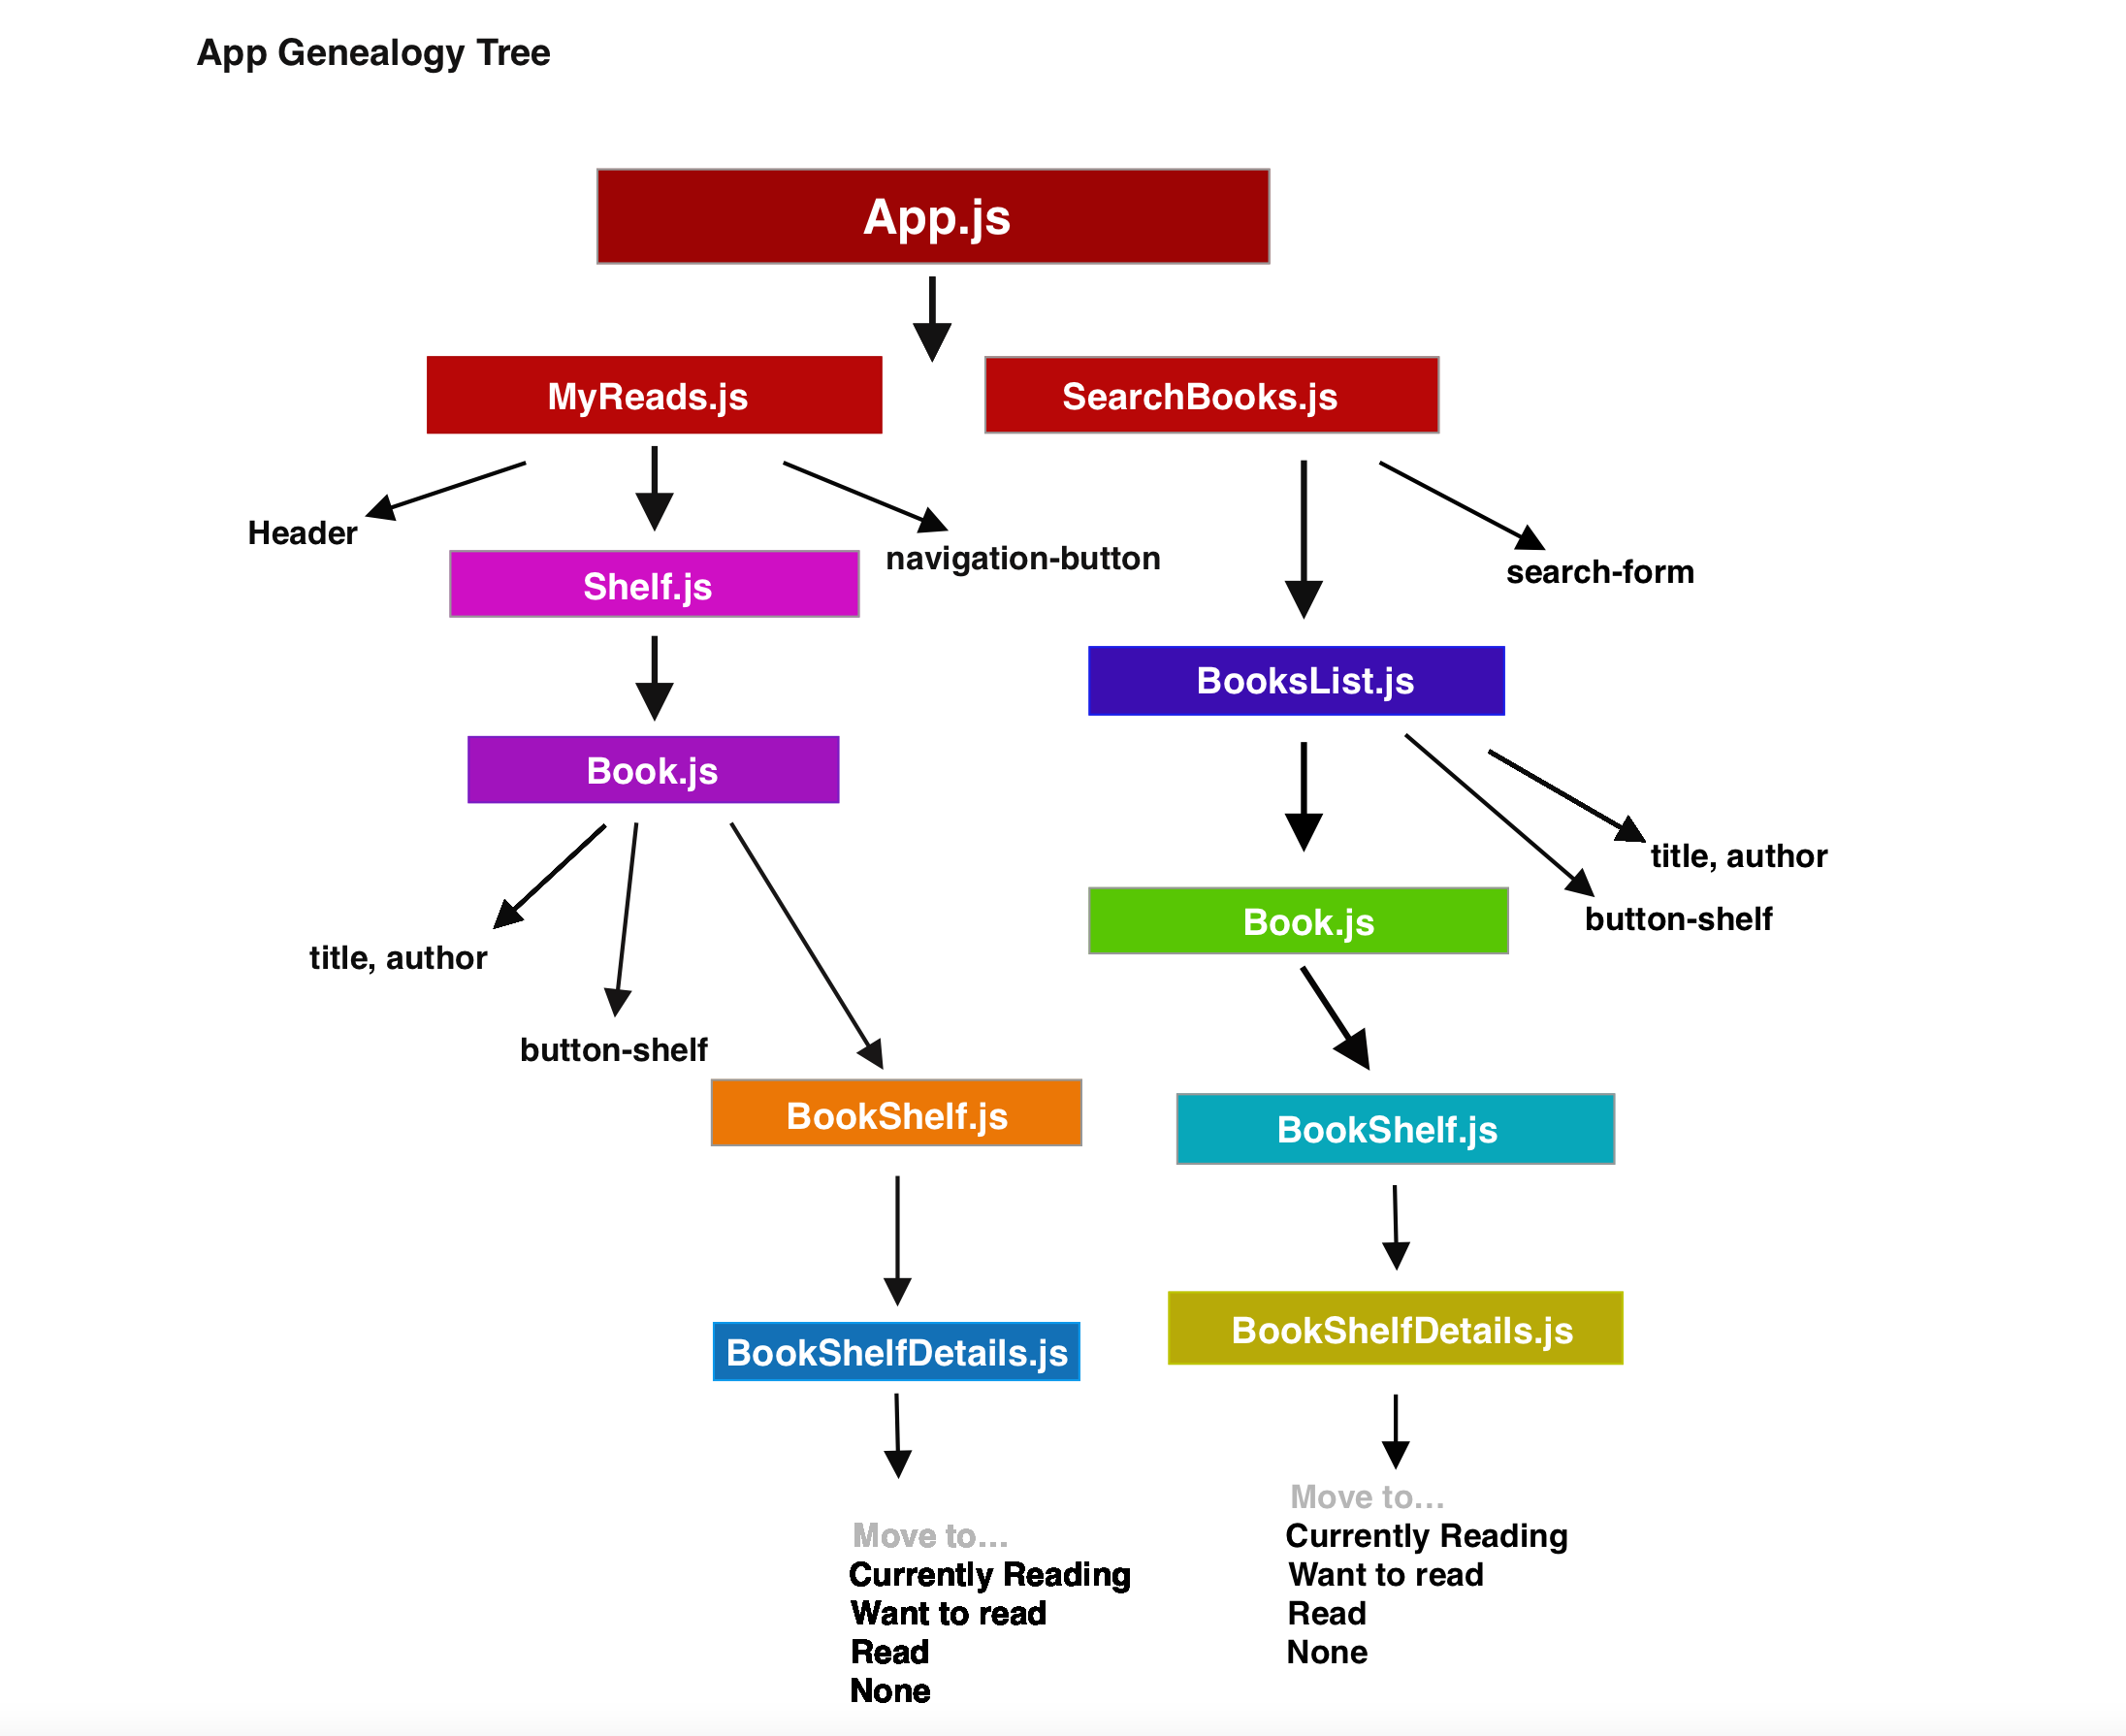 App Genealogy Tree
App.js
MyReads.js
SearchBooks.js
Header
navigation-button
search-form
Shelf.js
BooksList.js
Book.js
title, author
button-shelf
Book.js
title, author
button-shelf
BookShelf.js
BookShelf.js
BookShelfDetails.js
BookShelfDetails.js
Move to...
Currently Reading
Want to read
Read
None
Move to...
Currently Reading
Want to read
Read
None